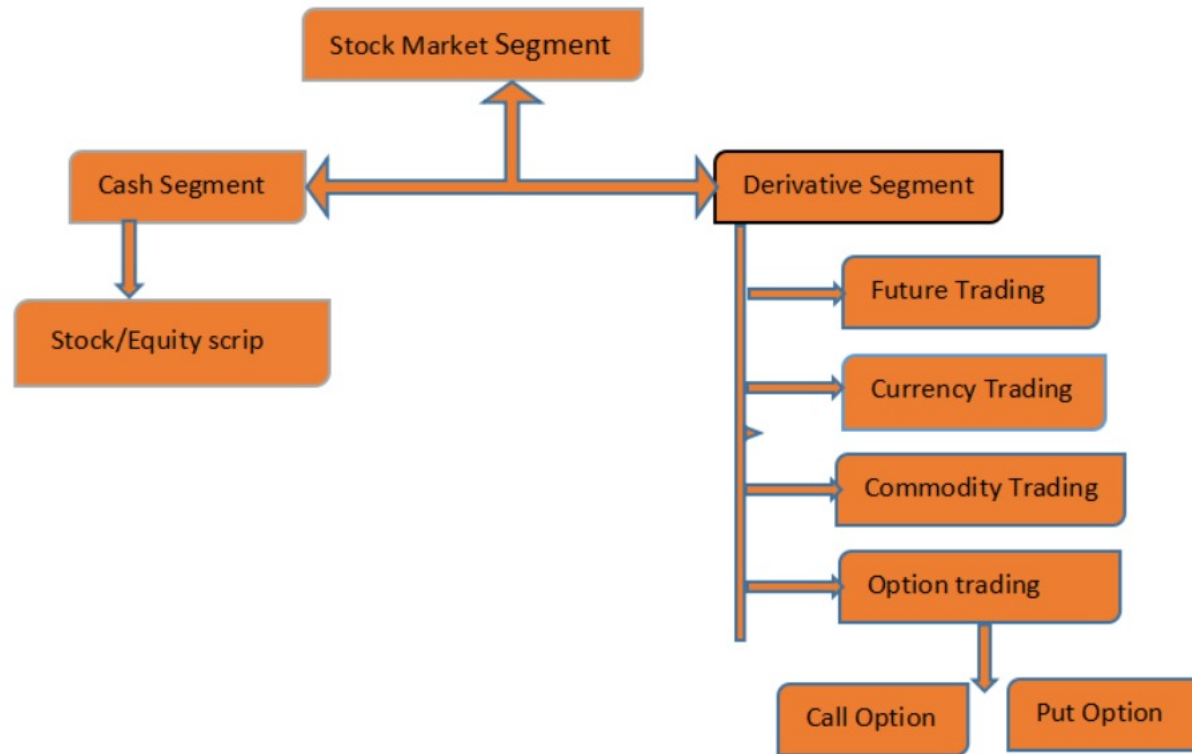 Stock Market Segment
Cash Segment
Derivative Segment
Stock/Equity scrip
Future Trading
Currency Trading
Commodity Trading
Option trading
Call Option
Put Option